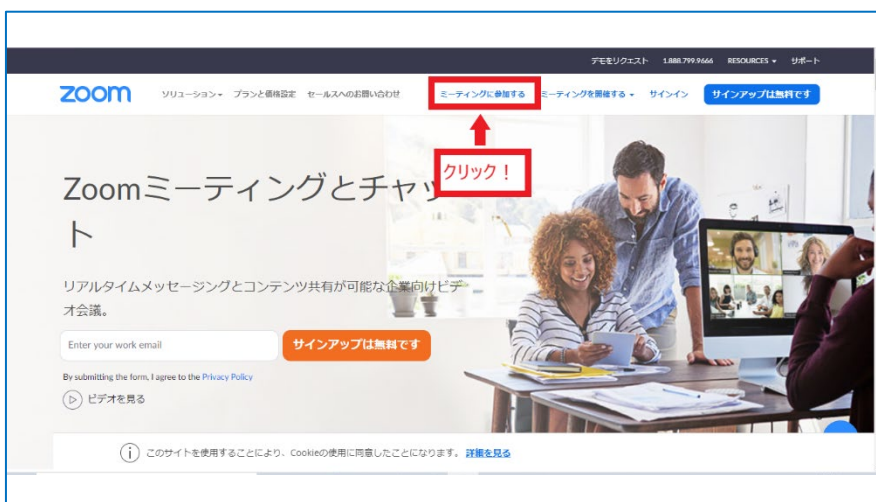 デモをリクエスト 1.888.799.9666 RESOURCES サポート
zoom ソリューション プランと価格設定 セールスへのお問い合わせ ミーティングに参加する ミーティングを開催する サインイン サインアップは無料です
クリック！
Zoomミーティングとチャッ
ト
リアルタイムメッセージングとコンテンツ共有が可能な企業向けビデ
オ会議。
Enter your work email サインアップは無料です
By submitting the form, I agree to the Privacy Policy
ビデオを見る
このサイトを使用することにより、Cookieの使用に同意したことになります。 詳細を見る